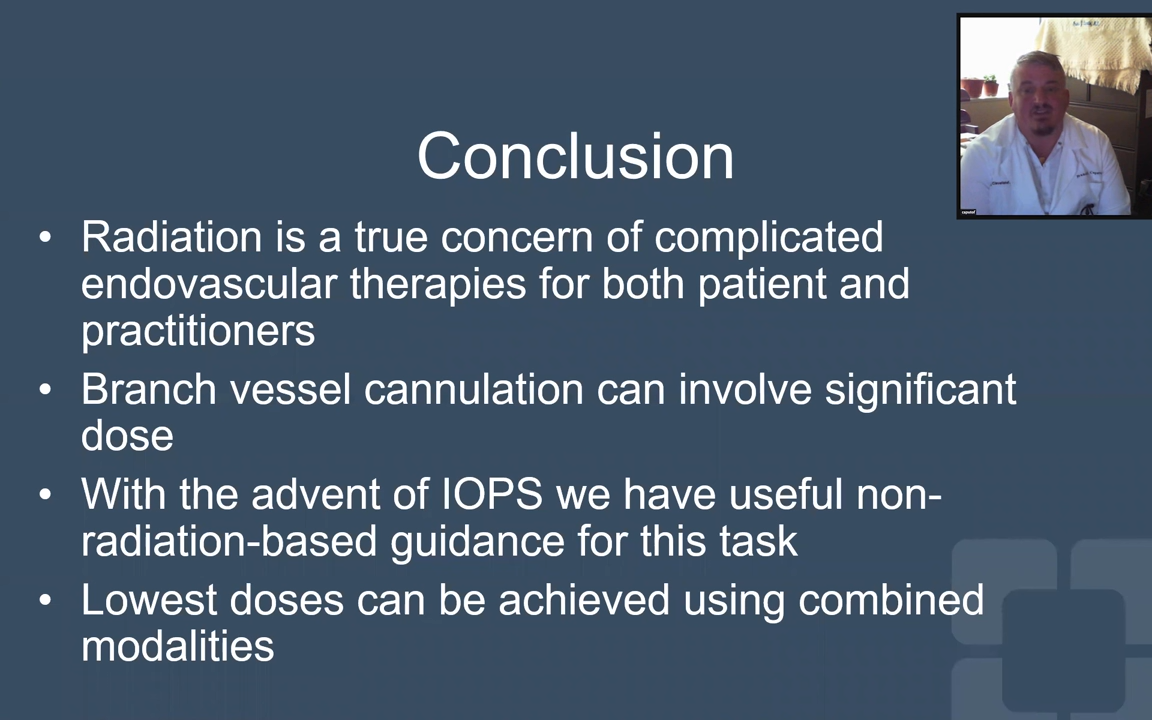 Conclusion
• Radiation is a true concern of complicated
endovascular therapies for both patient and
practitioners
• Branch vessel cannulation can involve significant
dose
• With the advent of IOPS we have useful non-
radiation-based guidance for this task
• Lowest doses can be achieved using combined
modalities